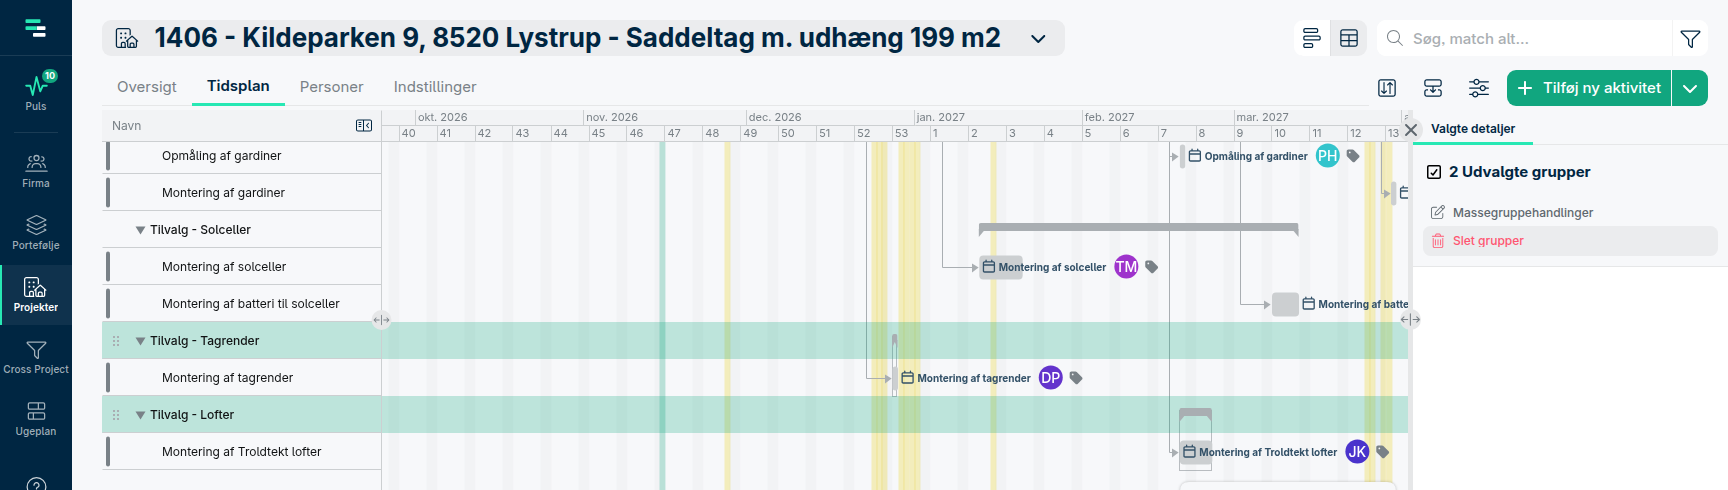 1406 - Kildeparken 9, 8520 Lystrup - Saddeltag m. udhæng 199 m2
Søg, match alt...
10
Puls
Firma
Portefølje
Projekter
Cross Project
Ugeplan
Oversigt Tidsplan Personer Indstillinger
Tilføj ny aktivitet
Navn
okt. 2026 nov. 2026 dec. 2026 jan. 2027 feb. 2027 mar. 2027
40 41 42 43 44 45 46 47 48 49 50 51 52 53 1 2 3 4 5 6 7 8 9 10 11 12 13
Opmåling af gardiner
Opmåling af gardiner PH
Montering af gardiner
Tilvalg - Solceller
Montering af solceller
Montering af solceller TM
Montering af batteri til solceller
Montering af batte
Tilvalg - Tagrender
Montering af tagrender
Montering af tagrender DP
Tilvalg - Lofter
Montering af Troldtekt lofter
Montering af Troldtekt lofter JK
Valgte detaljer
2 Udvalgte grupper
Massegruppehandlinger
Slet grupper